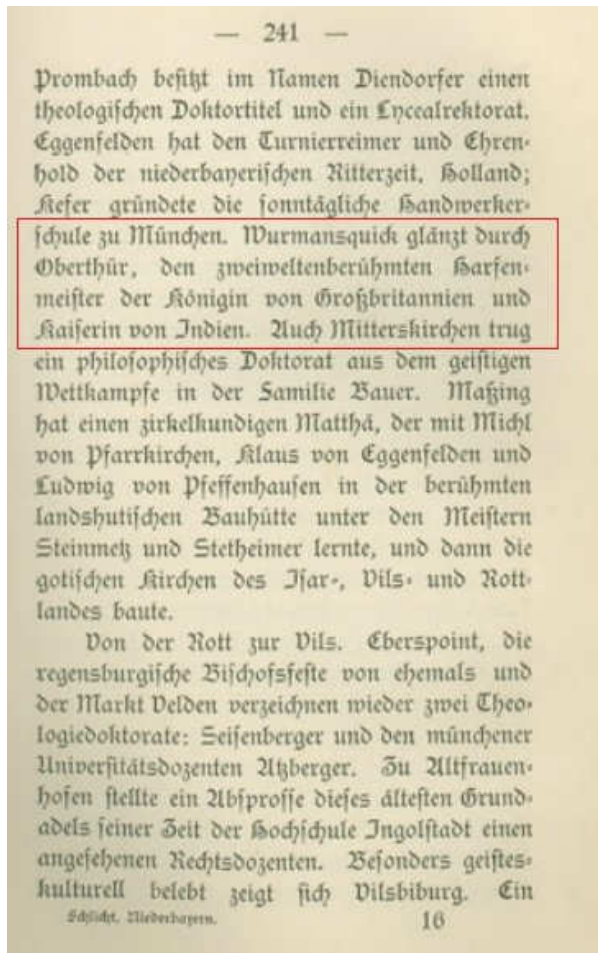 — 241 —
Prombach besitzt im Namen Diendorfer einen
theologischen Doktortitel und ein Lycealrektorat.
Eggenfelden hat den Turnierreimer und Ehren-
hold der niederbayerischen Ritterzeit, Holland;
Kefer gründete die sonntägliche Handwerker-
schule zu München. Wurmansquick glänzt durch
Oberthür, den zweiweltenberühmten Harfen-
meister der Königin von Großbritannien und
Kaiserin von Indien. Auch Mitterskirchen trug
ein philosophisches Doktorat aus dem geistigen
Wettkampfe in der Familie Bauer. Maßing
hat einen zirkelkundigen Matthä, der mit Michl
von Pfarrkirchen, Klaus von Eggenfelden und
Ludwig von Pfeffenhausen in der berühmten
landshutischen Bauhütte unter den Meistern
Steinmetz und Stetheimer lernte, und dann die
gotischen Kirchen des Isar-, Vils- und Rott-
landes baute.
Von der Rott zur Vils. Eberspoint, die
regensburgische Bischofsfeste von ehemals und
der Markt Velden verzeichnen wieder zwei Theo-
logiedoktorate: Seisenberger und den münchener
Universitätsdozenten Atzberger. Zu Altfrauen-
hofen stellte ein Absprosse dieses ältesten Grund-
adels seiner Zeit der Hochschule Ingolstadt einen
angesehenen Rechtsdozenten. Besonders geistes-
kulturell belebt zeigt sich Vilsbiburg. Ein
Schlicht, Niederbayern. 16